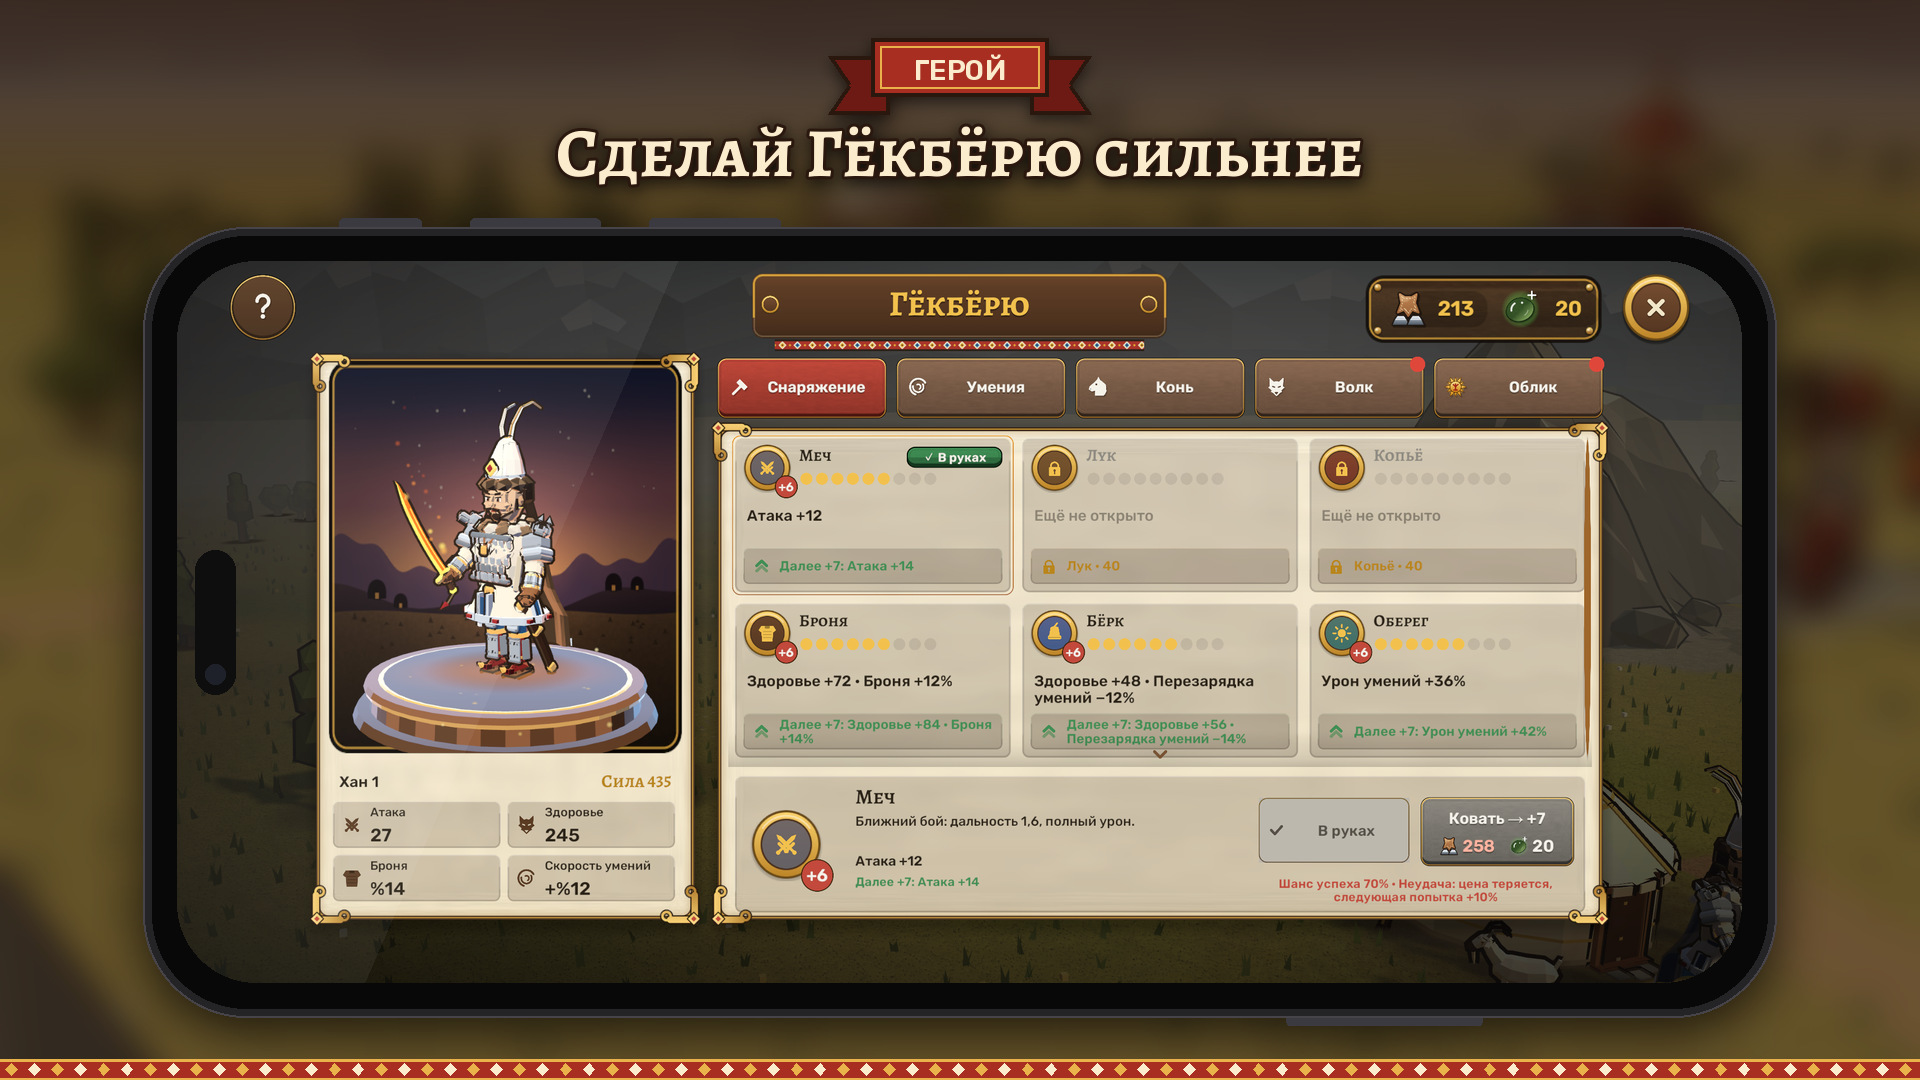 ГЕРОЙ
Сделай Гёкбёрю сильнее
?
Гёкбёрю
213
20
Снаряжение
Умения
Конь
Волк
Облик
Меч
✓ В руках
+6
Атака +12
Далее +7: Атака +14
Лук
Ещё не открыто
Лук • 40
Копьё
Ещё не открыто
Копьё • 40
Броня
+6
Здоровье +72 • Броня +12%
Далее +7: Здоровье +84 • Броня
+14%
Бёрк
+6
Здоровье +48 • Перезарядка
умений −12%
Далее +7: Здоровье +56 •
Перезарядка умений −14%
Оберег
+6
Урон умений +36%
Далее +7: Урон умений +42%
Хан 1
Сила 435
Атака
27
Здоровье
245
Броня
%14
Скорость умений
+%12
Меч
Ближний бой: дальность 1,6, полный урон.
+6
Атака +12
Далее +7: Атака +14
В руках
Ковать → +7
258
20
Шанс успеха 70% • Неудача: цена теряется,
следующая попытка +10%